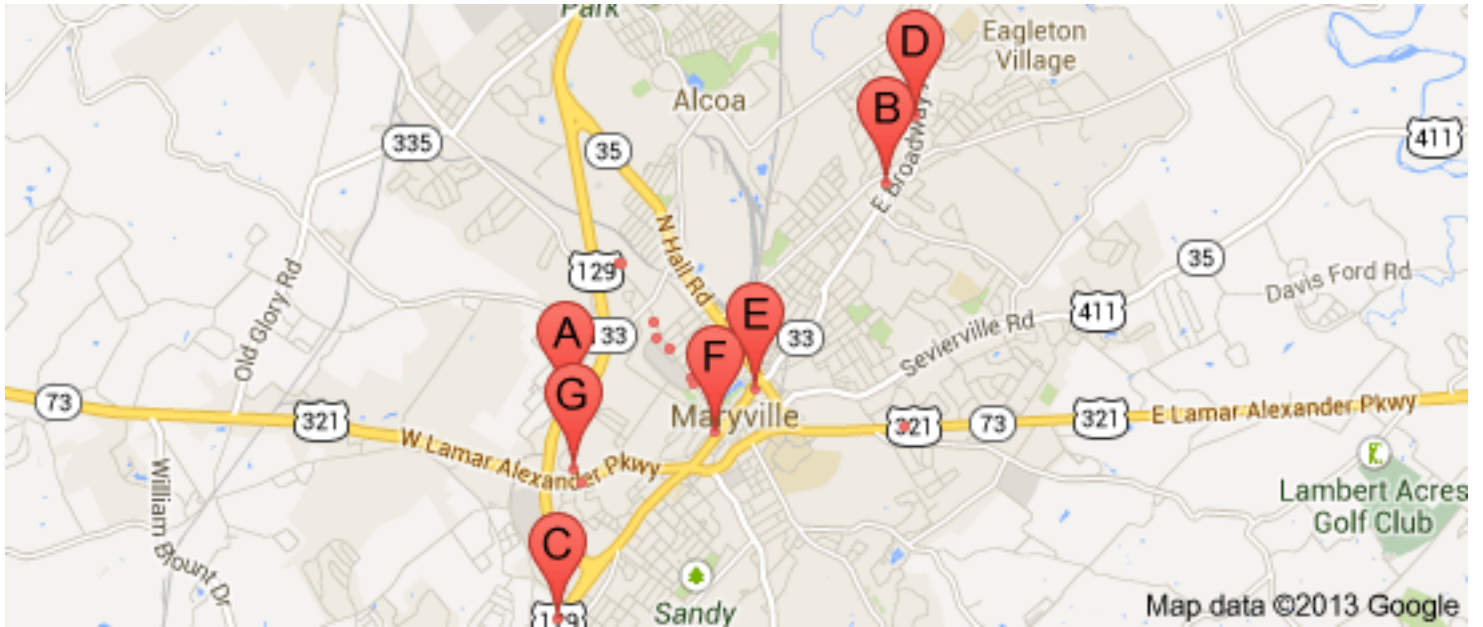 Park
Eagleton
Village
D
Alcoa
B
411
335
35
E Broadway
N Hall Rd
129
35
Davis Ford Rd
Old Glory Rd
A
33
E
33
411
Sevierville Rd
F
G
73
321
Maryville
321
73
321
E Lamar Alexander Pkwy
W Lamar Alexander Pkwy
William Blount Dr
Lambert Acres
Golf Club
C
129
Sandy
Map data ©2013 Google